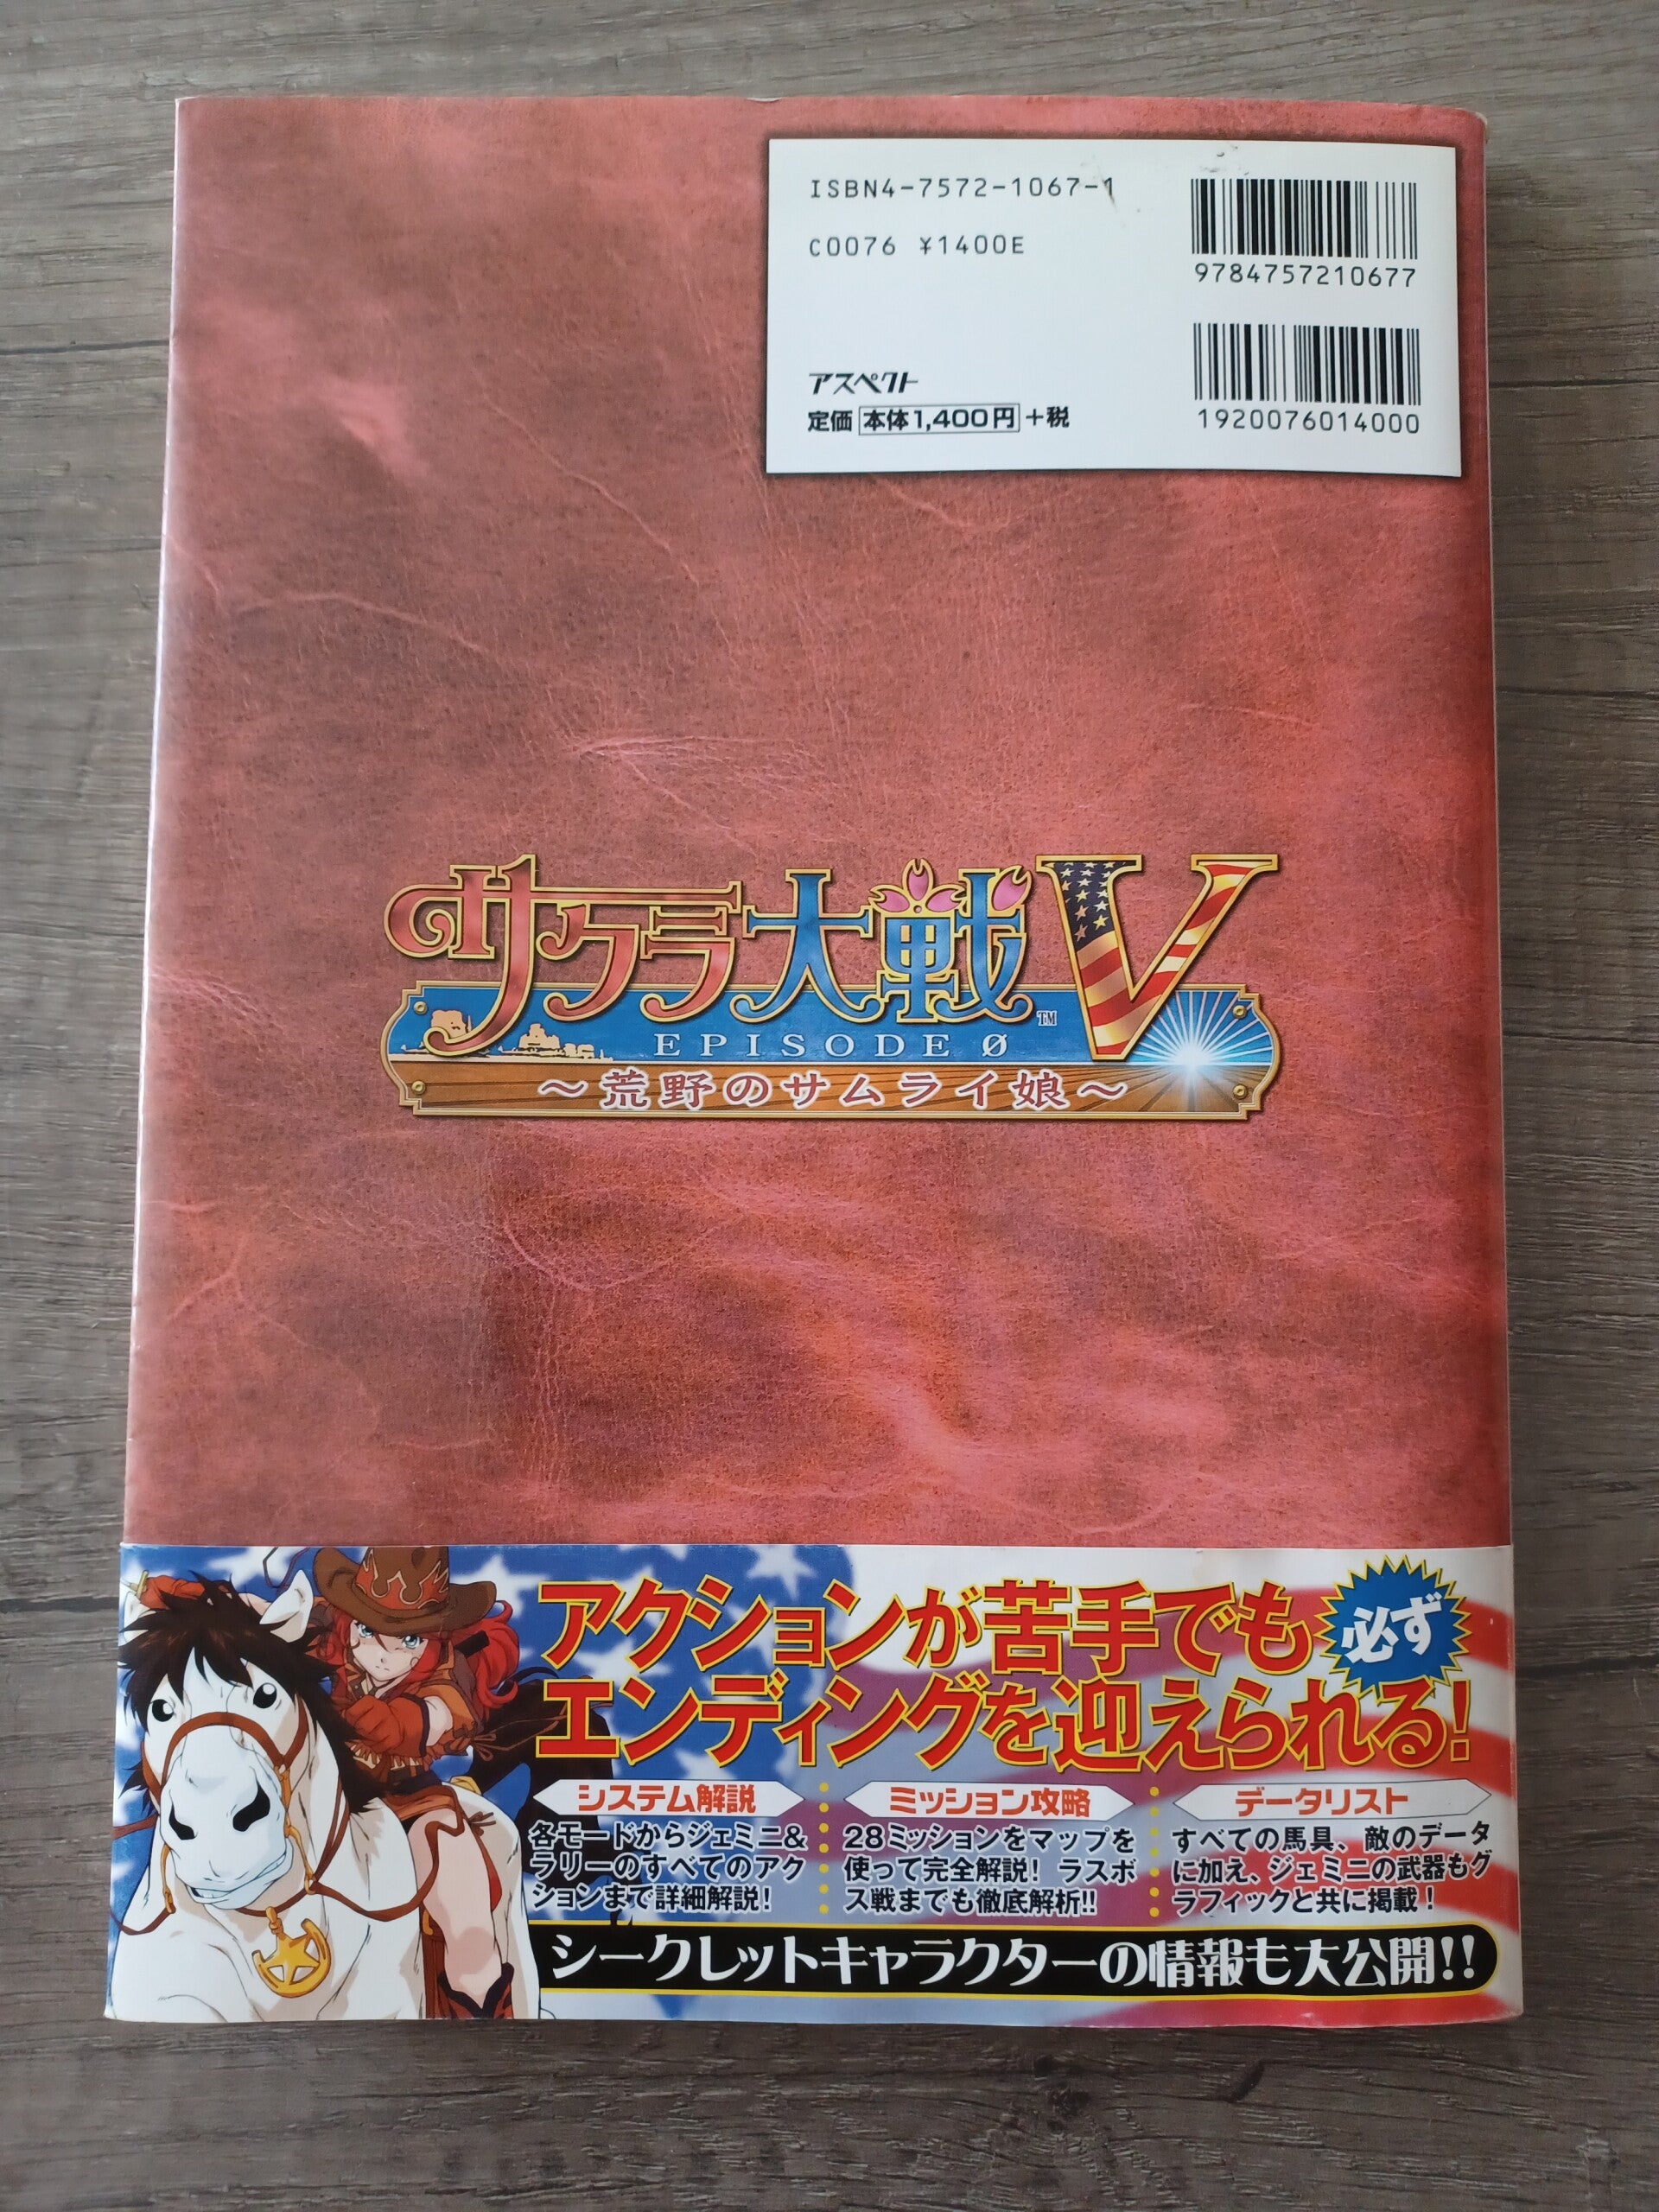 ISBN4-7572-1067-1
C0076 ¥1400E
9784757210677
アスペクト
定価 本体1,400円 +税
1920076014000
サクラ大戦V
TM
EPISODE Ø
～荒野のサムライ娘～
アクションが苦手でも必ず
エンディングを迎えられる!
システム解説
各モードからジェミニ&
ラリーのすべてのアク
ションまで詳細解説!
ミッション攻略
28ミッションをマップを
使って完全解説! ラスボ
ス戦までも徹底解析!!
データリスト
すべての馬具、敵のデータ
に加え、ジェミニの武器もグ
ラフィックと共に掲載!
シークレットキャラクターの情報も大公開!!